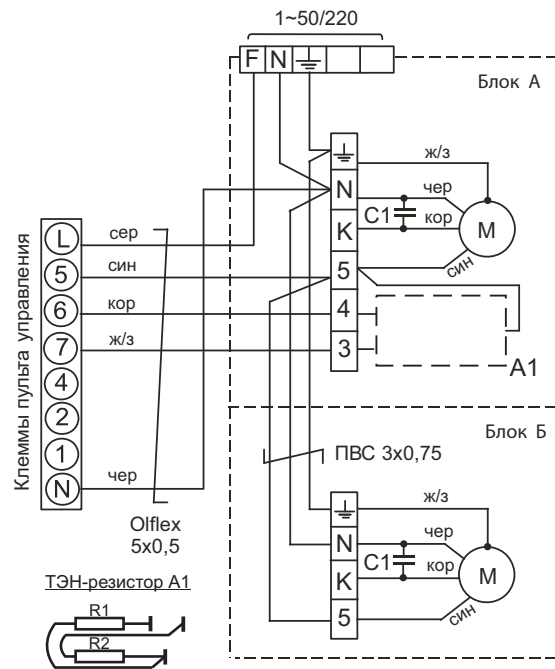 1~50/220
F N
Блок А
ж/з
чер
C1
кор
M
син
N
K
5
4
3
A1
Клеммы пульта управления
L
5
6
7
4
2
1
N
сер
син
кор
ж/з
чер
Olflex
5x0,5
Блок Б
ПВС 3x0,75
ж/з
чер
C1
кор
M
син
N
K
5
ТЭН-резистор А1
R1
R2